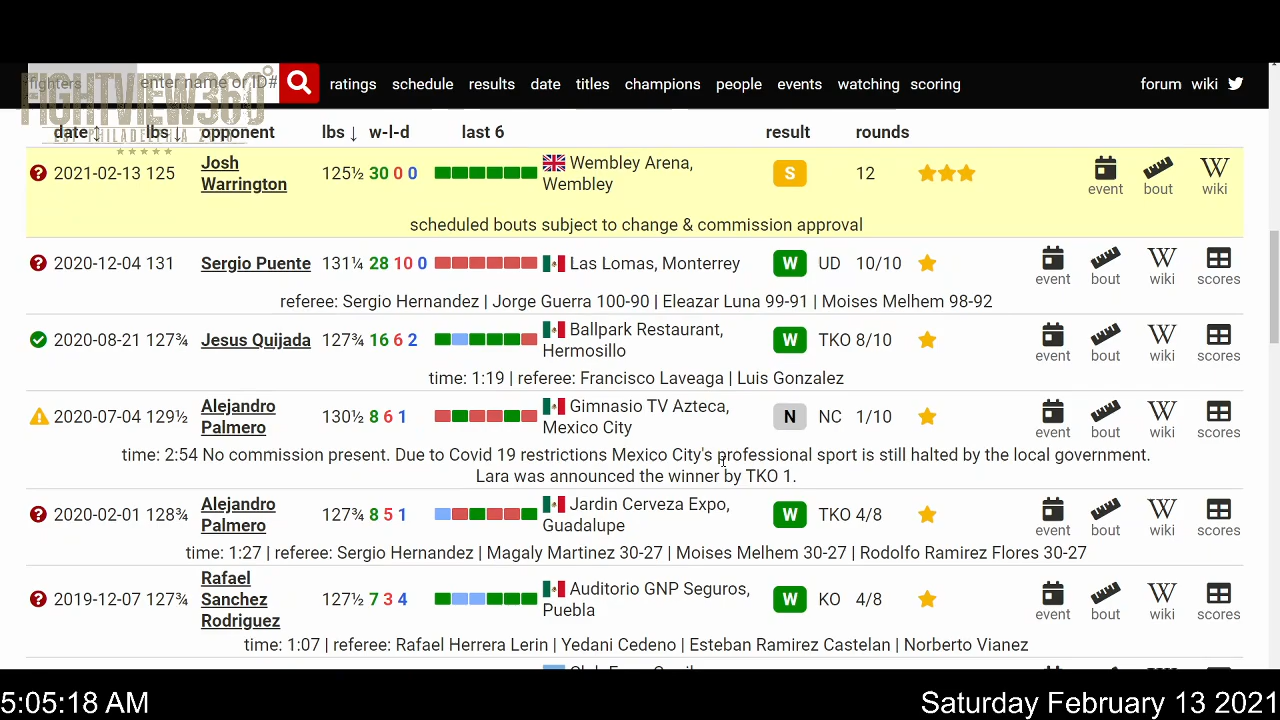 fighters enter name or ID# ratings schedule results date titles champions people events watching scoring forum wiki
FIGHTVIEW360°
EST PHILADELPHIA
date ↕ lbs ↓ opponent lbs ↓ w-l-d last 6 result rounds
2021-02-13 125 Josh Warrington 125½ 30 0 0 Wembley Arena, Wembley S 12 event bout wiki
scheduled bouts subject to change & commission approval
2020-12-04 131 Sergio Puente 131¼ 28 10 0 Las Lomas, Monterrey W UD 10/10 event bout wiki scores
referee: Sergio Hernandez | Jorge Guerra 100-90 | Eleazar Luna 99-91 | Moises Melhem 98-92
2020-08-21 127¾ Jesus Quijada 127¾ 16 6 2 Ballpark Restaurant, Hermosillo W TKO 8/10 event bout wiki scores
time: 1:19 | referee: Francisco Laveaga | Luis Gonzalez
2020-07-04 129½ Alejandro Palmero 130½ 8 6 1 Gimnasio TV Azteca, Mexico City N NC 1/10 event bout wiki scores
time: 2:54 No commission present. Due to Covid 19 restrictions Mexico City's professional sport is still halted by the local government.
Lara was announced the winner by TKO 1.
2020-02-01 128¾ Alejandro Palmero 127¾ 8 5 1 Jardin Cerveza Expo, Guadalupe W TKO 4/8 event bout wiki scores
time: 1:27 | referee: Sergio Hernandez | Magaly Martinez 30-27 | Moises Melhem 30-27 | Rodolfo Ramirez Flores 30-27
2019-12-07 127¾ Rafael Sanchez Rodriguez 127½ 7 3 4 Auditorio GNP Seguros, Puebla W KO 4/8 event bout wiki scores
time: 1:07 | referee: Rafael Herrera Lerin | Yedani Cedeno | Esteban Ramirez Castelan | Norberto Vianez
5:05:18 AM Saturday February 13 2021